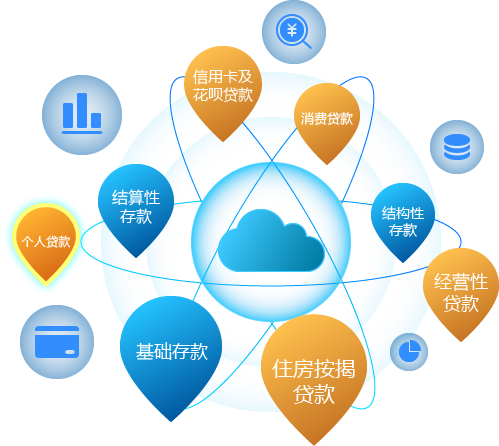 ¥
信用卡及
花呗贷款
消费贷款
结算性
存款
结构性
存款
个人贷款
经营性
贷款
基础存款
住房按揭
贷款